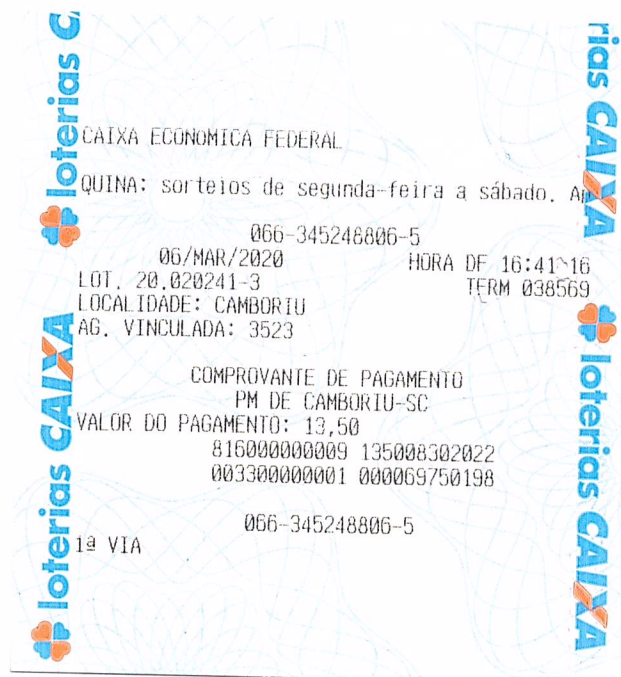 loterias CAIXA
rias CAIXA
CAIXA ECONOMICA FEDERAL
QUINA: sorteios de segunda-feira a sábado.
066-345248806-5
06/MAR/2020 HORA DF 16:41:16
LOT. 20.020241-3 TERM 038569
LOCALIDADE: CAMBORIU
AG. VINCULADA: 3523
COMPROVANTE DE PAGAMENTO
PM DE CAMBORIU-SC
VALOR DO PAGAMENTO: 13,50
816000000009 135008302022
003300000001 000069750198
066-345248806-5
1ª VIA
loterias CAIXA
loterias CAIXA